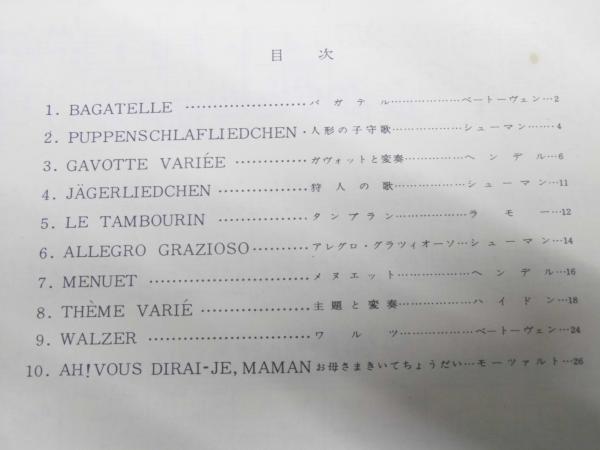 目次
1. BAGATELLE ……………… バガテル ……………… ベートーヴェン…2
2. PUPPENSCHLAFLIEDCHEN・人形の子守歌 ……………… シューマン…4
3. GAVOTTE VARIÉE ……………… ガヴォットと変奏 ……………… ヘンデル…6
4. JÄGERLIEDCHEN ……………… 狩人の歌 ……………… シューマン…11
5. LE TAMBOURIN ……………… タンブラン ……………… ラモー…12
6. ALLEGRO GRAZIOSO ……………… アレグロ・グラツィオーソ…シューマン…14
7. MENUET ……………… メヌエット ……………… ヘンデル…16
8. THÈME VARIÉ ……………… 主題と変奏 ……………… ハイドン…18
9. WALZER ……………… ワルツ ……………… ベートーヴェン…24
10. AH! VOUS DIRAI-JE, MAMAN お母さまきいてちょうだい…モーツァルト…26